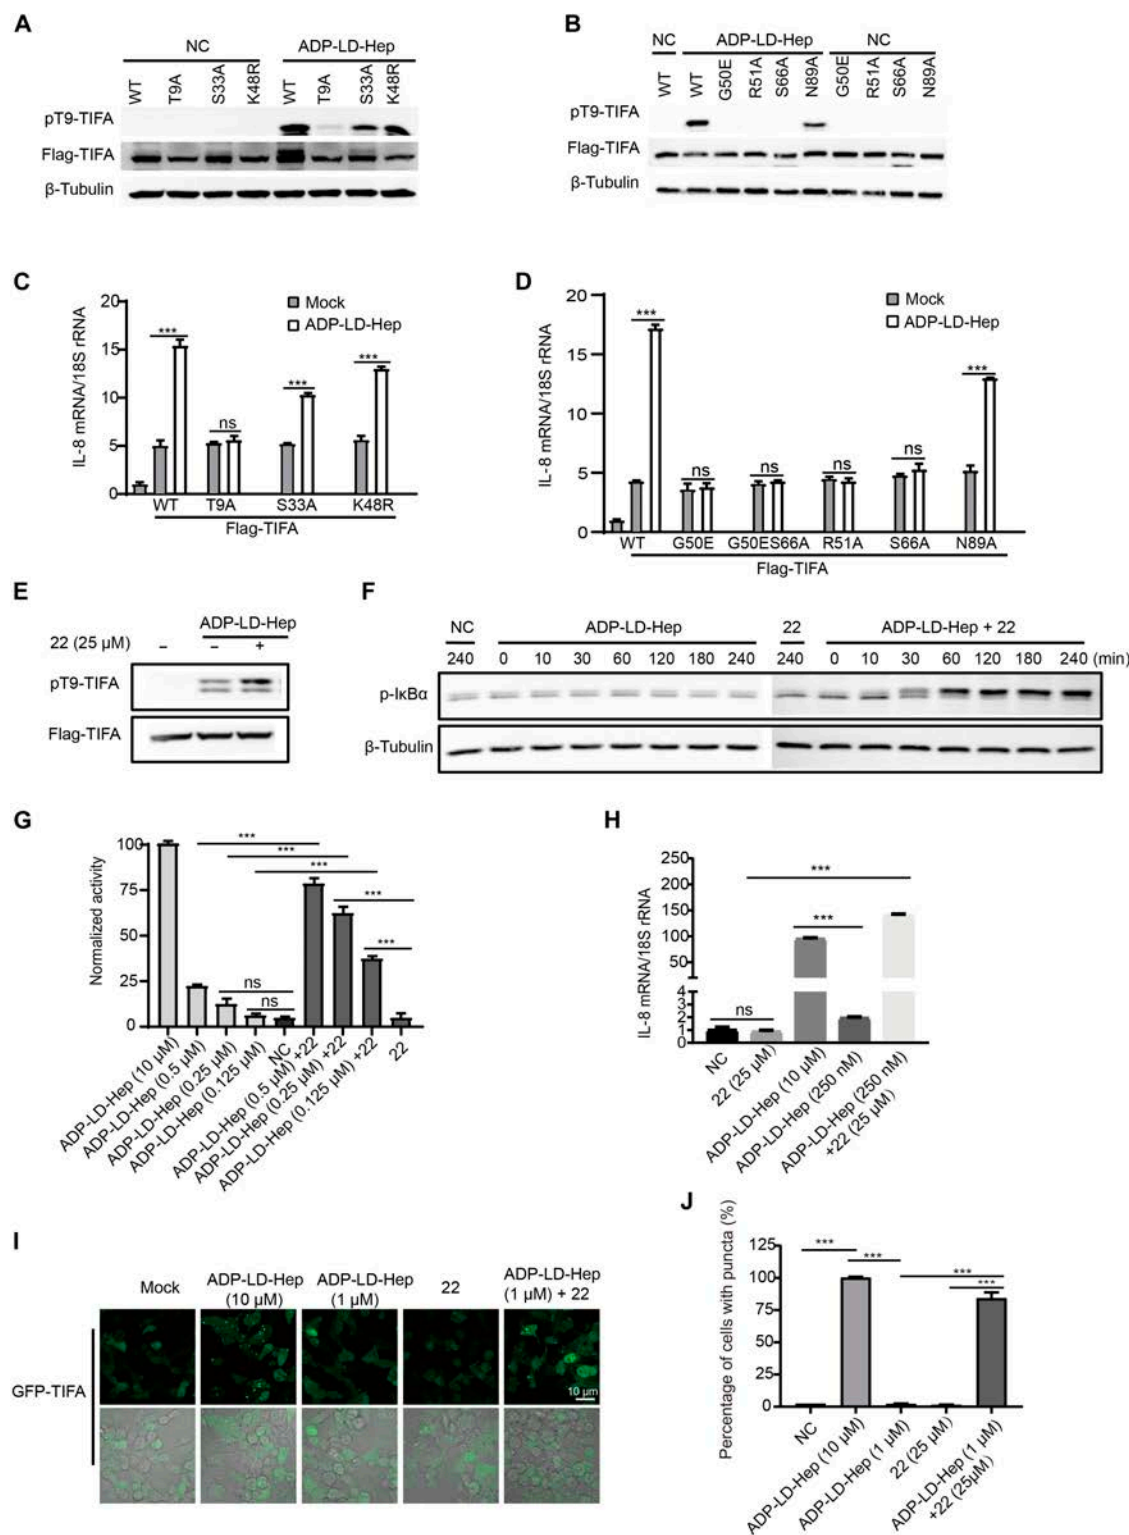 A
NC
ADP-LD-Hep
WT T9A S33A K48R WT T9A S33A K48R
pT9-TIFA
Flag-TIFA
β-Tubulin
B
NC ADP-LD-Hep NC
WT WT G50E R51A S66A N89A G50E R51A S66A N89A
pT9-TIFA
Flag-TIFA
β-Tubulin
C
IL-8 mRNA/18S rRNA
20
15
10
5
0
Mock
ADP-LD-Hep
*** ns *** ***
WT T9A S33A K48R
Flag-TIFA
D
IL-8 mRNA/18S rRNA
20
15
10
5
0
Mock
ADP-LD-Hep
*** ns ns ns ns ***
WT G50E G50ES66A R51A S66A N89A
Flag-TIFA
E
ADP-LD-Hep
22 (25 μM) – – +
pT9-TIFA
Flag-TIFA
F
NC ADP-LD-Hep 22 ADP-LD-Hep + 22
240 0 10 30 60 120 180 240 240 0 10 30 60 120 180 240 (min)
p-IκBα
β-Tubulin
G
Normalized activity
100
75
50
25
0
***
***
***
***
***
ns
ns
ADP-LD-Hep (10 μM)
ADP-LD-Hep (0.5 μM)
ADP-LD-Hep (0.25 μM)
ADP-LD-Hep (0.125 μM)
NC
ADP-LD-Hep (0.5 μM) +22
ADP-LD-Hep (0.25 μM) +22
ADP-LD-Hep (0.125 μM) +22
22
H
IL-8 mRNA/18S rRNA
250
200
150
100
50
4
3
2
1
0
***
***
ns
NC
22 (25 μM)
ADP-LD-Hep (10 μM)
ADP-LD-Hep (250 nM)
ADP-LD-Hep (250 nM)
+22 (25 μM)
I
Mock
ADP-LD-Hep
(10 μM)
ADP-LD-Hep
(1 μM)
22
ADP-LD-Hep
(1 μM) + 22
GFP-TIFA
10 μm
J
Percentage of cells with puncta (%)
125
100
75
50
25
0
***
***
***
***
NC
ADP-LD-Hep (10 μM)
ADP-LD-Hep (1 μM)
22 (25 μM)
ADP-LD-Hep (1 μM)
+22 (25μM)